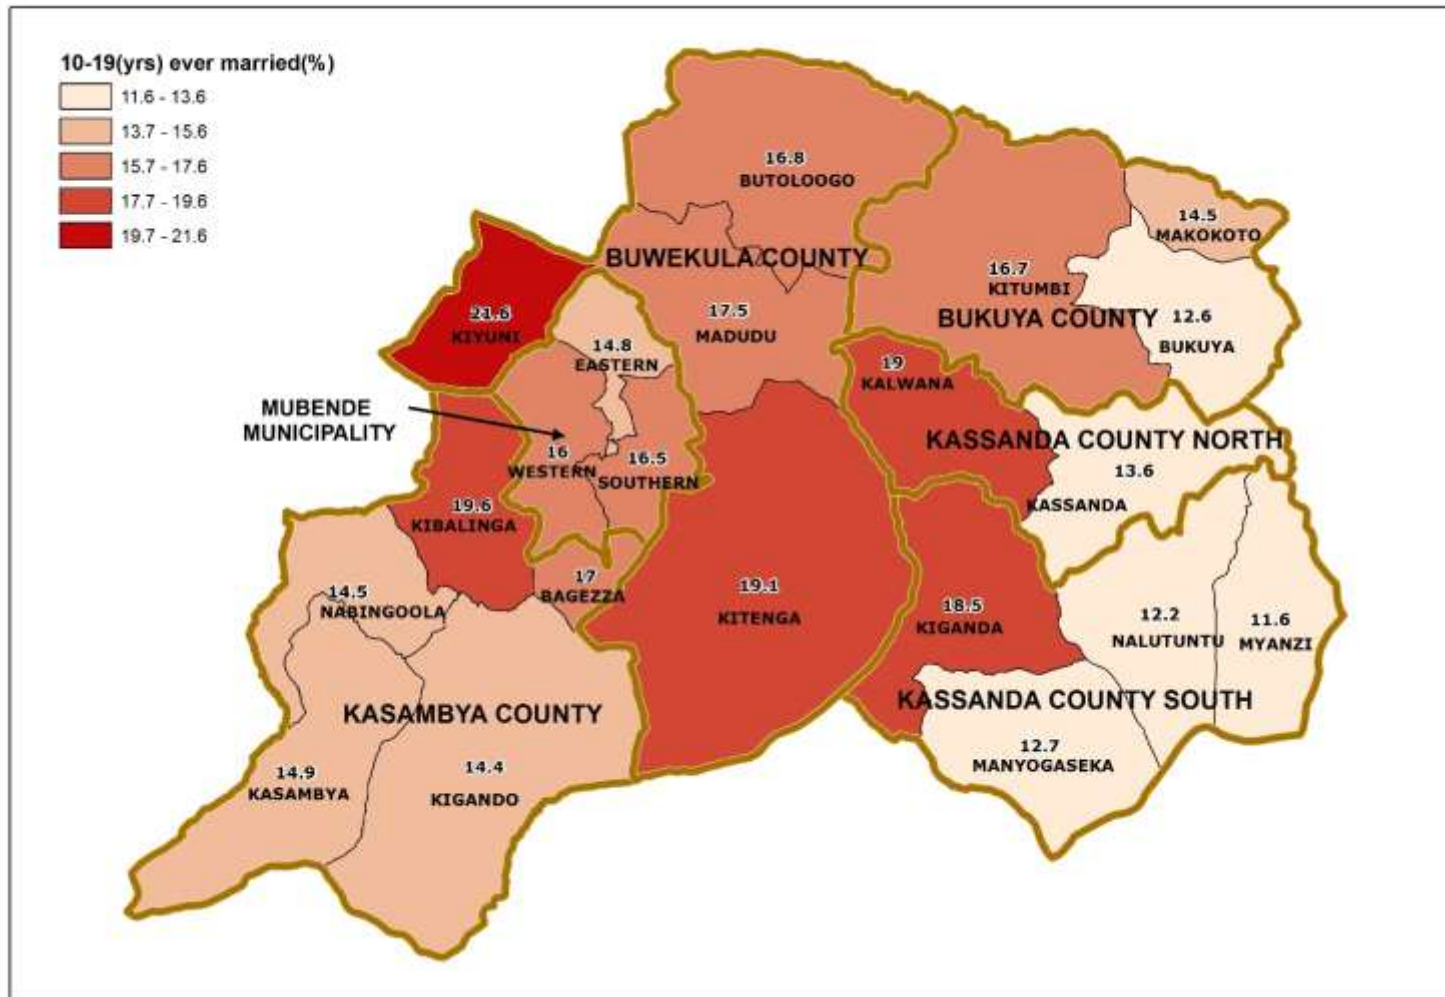 10-19(yrs) ever married(%)
11.6 - 13.6
13.7 - 15.6
15.7 - 17.6
17.7 - 19.6
19.7 - 21.6
16.8
BUTOLOOGO
14.5
MAKOKOTO
BUWEKULA COUNTY
16.7
KITUMBI
21.6
KIYUNI
17.5
MADUDU
BUKUYA COUNTY
12.6
BUKUYA
14.8
EASTERN
19
KALWANA
MUBENDE
MUNICIPALITY
KASSANDA COUNTY NORTH
16
WESTERN
16.5
SOUTHERN
13.6
KASSANDA
19.6
KIBALINGA
17
BAGEZZA
14.5
NABINGOOLA
19.1
KITENGA
18.5
KIGANDA
12.2
NALUTUNTU
11.6
MYANZI
KASAMBYA COUNTY
KASSANDA COUNTY SOUTH
14.9
KASAMBYA
14.4
KIGANDO
12.7
MANYOGASEKA